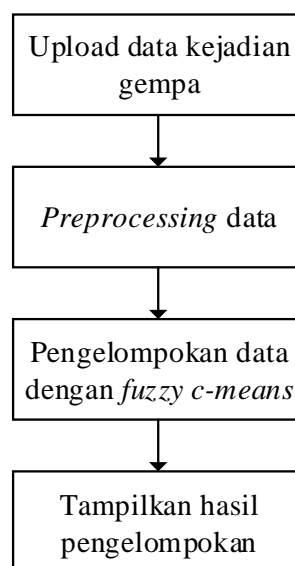 Upload data kejadian
gempa
Preprocessing data
Pengelompokan data
dengan fuzzy c-means
Tampilkan hasil
pengelompokan